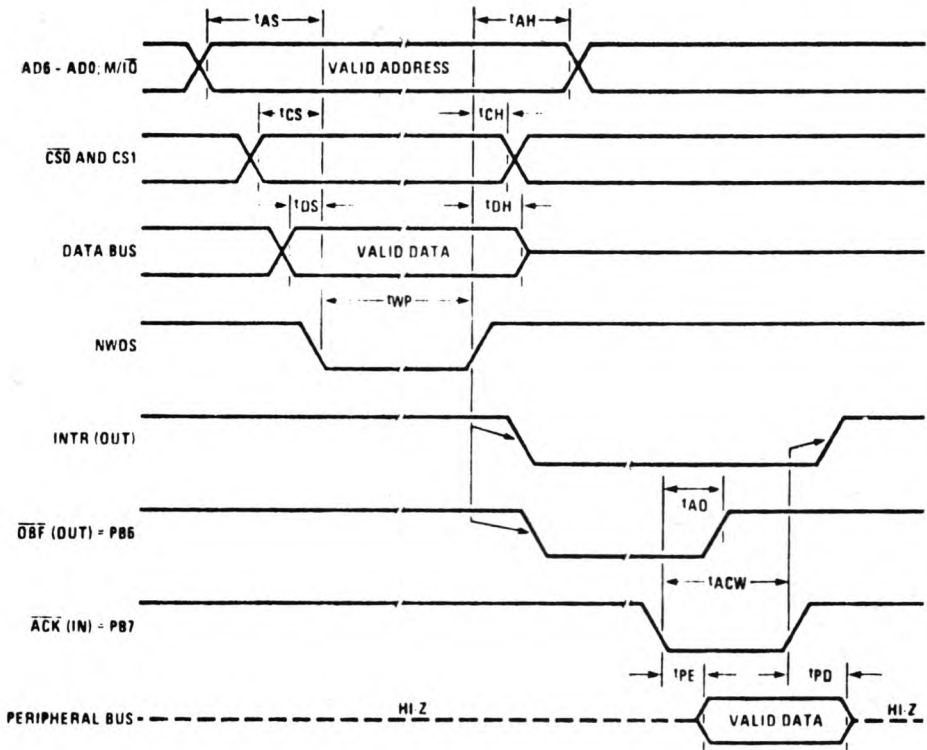 tAS tAH
AD6 - AD0; M/IO VALID ADDRESS
tCS tCH
CS0 AND CS1
tDS tDH
DATA BUS VALID DATA
tWP
NWDS
INTR (OUT)
tAO
OBF (OUT) = PB6
tACW
ACK (IN) = PB7
tPE tPD
HI-Z HI-Z
PERIPHERAL BUS VALID DATA